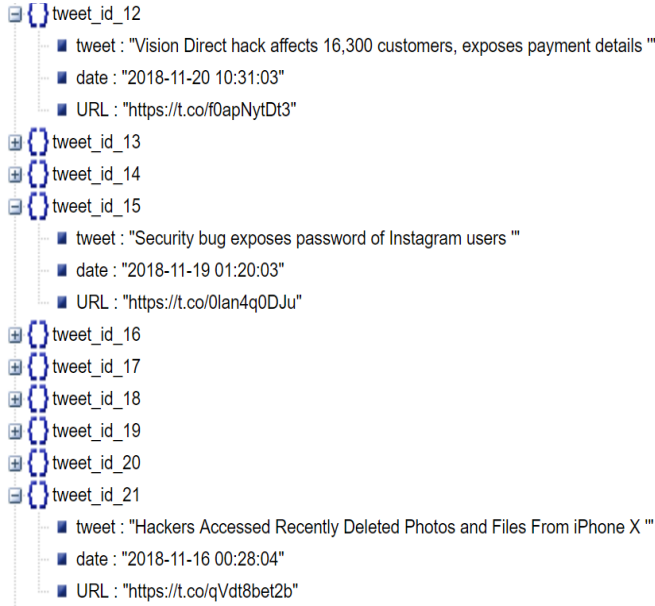 tweet_id_12
tweet : "Vision Direct hack affects 16,300 customers, exposes payment details '"
date : "2018-11-20 10:31:03"
URL : "https://t.co/f0apNytDt3"
tweet_id_13
tweet_id_14
tweet_id_15
tweet : "Security bug exposes password of Instagram users '"
date : "2018-11-19 01:20:03"
URL : "https://t.co/0lan4q0DJu"
tweet_id_16
tweet_id_17
tweet_id_18
tweet_id_19
tweet_id_20
tweet_id_21
tweet : "Hackers Accessed Recently Deleted Photos and Files From iPhone X '"
date : "2018-11-16 00:28:04"
URL : "https://t.co/qVdt8bet2b"